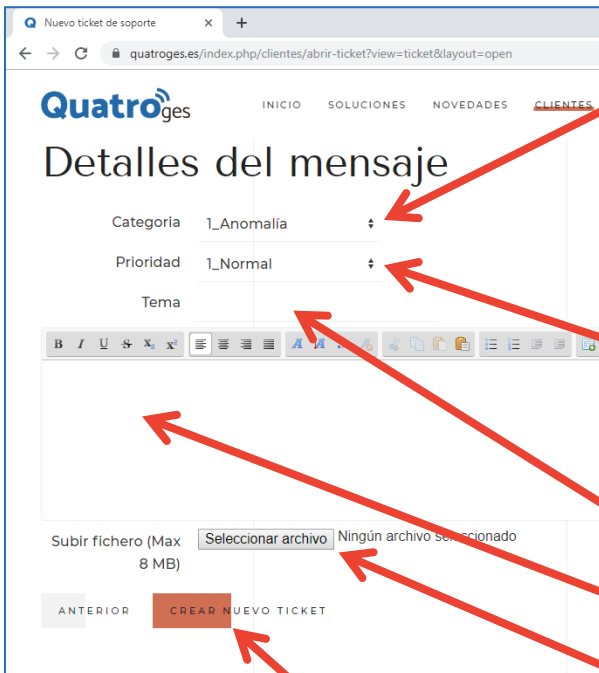 Nuevo ticket de soporte
quatroges.es/index.php/clientes/abrir-ticket?view=ticket&layout=open
Quatroges INICIO SOLUCIONES NOVEDADES CLIENTES
Detalles del mensaje
Categoria 1_Anomalía
Prioridad 1_Normal
Tema
B I U S X₂ X²
Subir fichero (Max 8 MB) Seleccionar archivo Ningún archivo seleccionado
ANTERIOR CREAR NUEVO TICKET